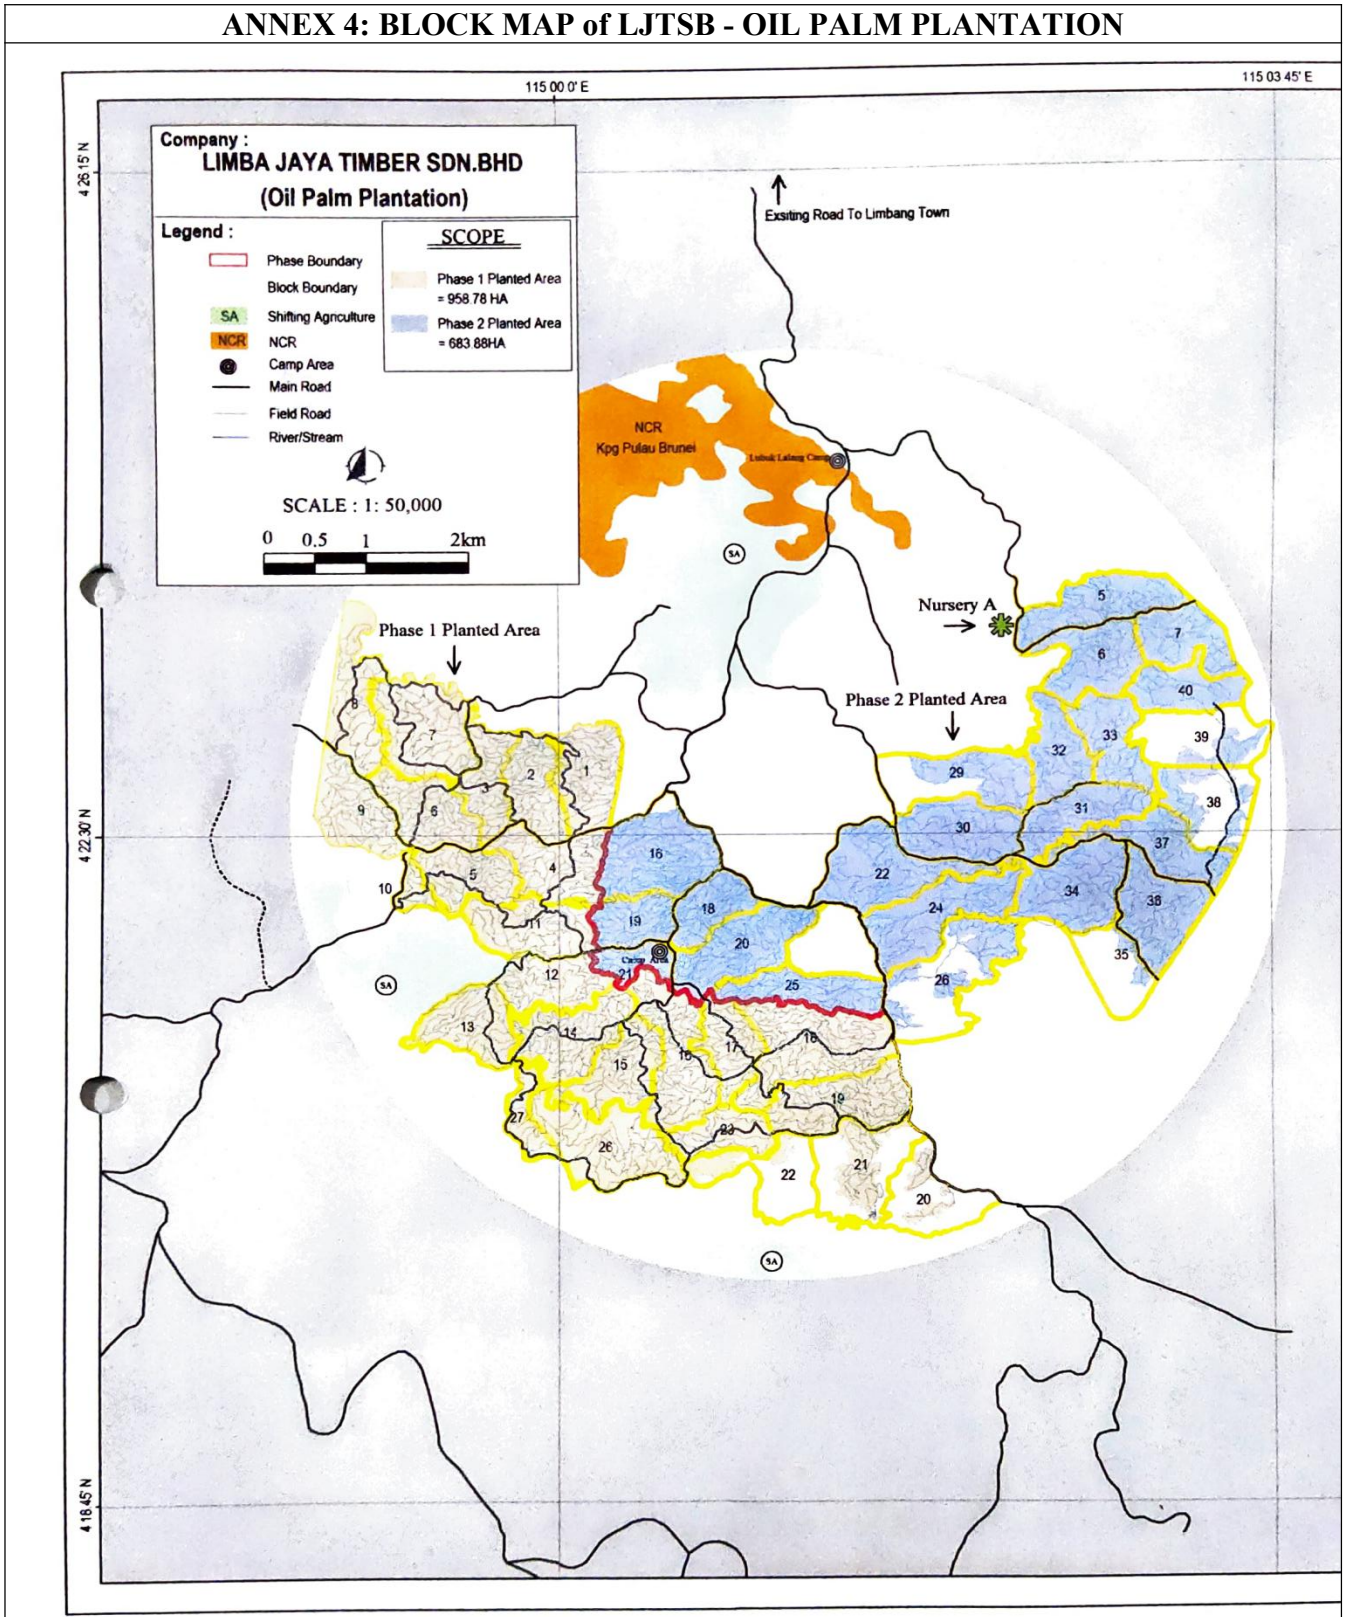 ANNEX 4: BLOCK MAP of LJTSB - OIL PALM PLANTATION
115 00 0' E
115 03 45' E
4 26 15' N
4 22 30' N
4 18 45' N
Company :
LIMBA JAYA TIMBER SDN.BHD
(Oil Palm Plantation)
Legend :
Phase Boundary
Block Boundary
SA Shifting Agriculture
NCR NCR
Camp Area
Main Road
Field Road
River/Stream
SCOPE
Phase 1 Planted Area
= 958.78 HA
Phase 2 Planted Area
= 683.88HA
SCALE : 1: 50,000
0 0.5 1 2km
Exsiting Road To Limbang Town
NCR
Kpg Pulau Brunei
Lubuk Lalang Camp
SA
Nursery A
Phase 1 Planted Area
Phase 2 Planted Area
5
7
6
40
39
33
32
29
38
31
30
37
22
34
36
24
35
26
8
7
2
1
3
6
9
4
5
10
11
16
18
19
20
Camp Area
21
25
12
SA
13
14
15
16
17
18
19
27
26
23
22
21
20
SA